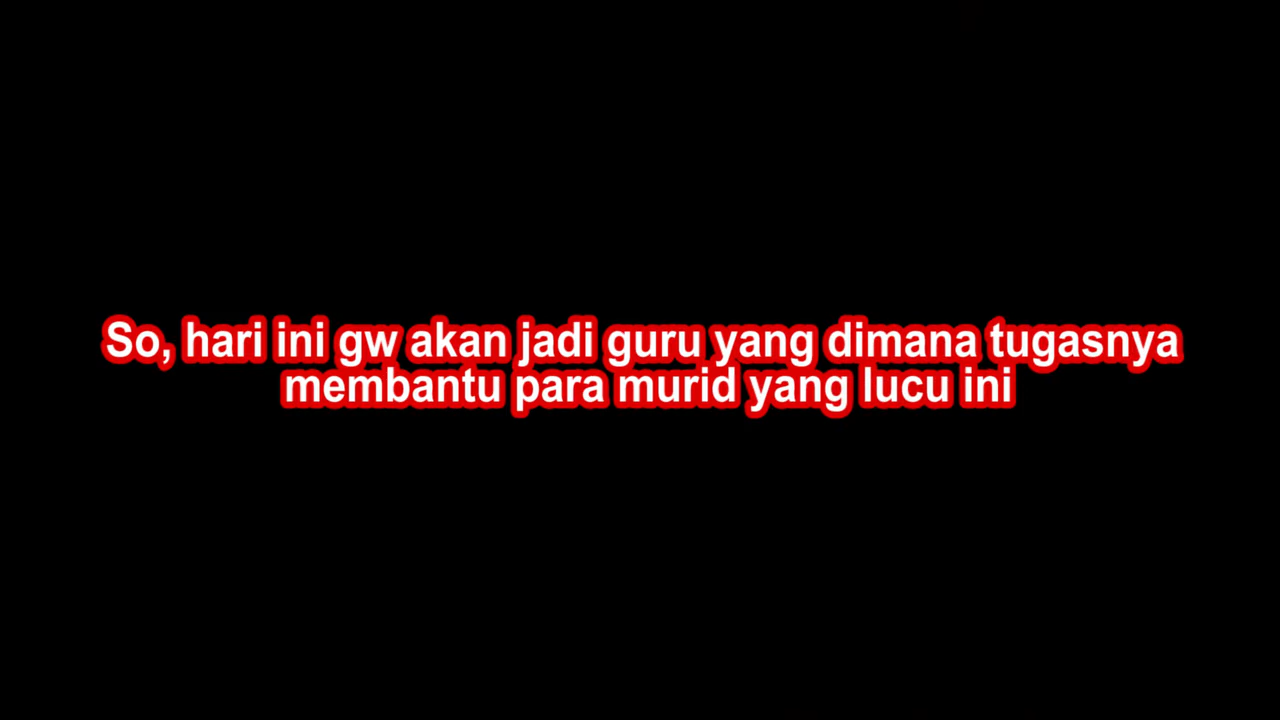 So, hari ini gw akan jadi guru yang dimana tugasnya
membantu para murid yang lucu ini